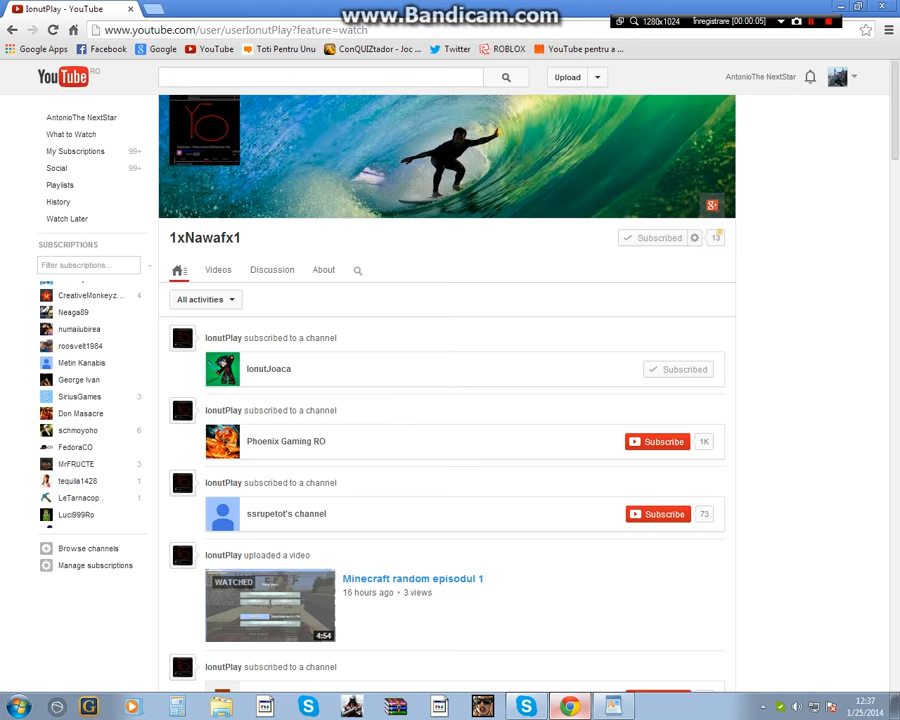 IonutPlay - YouTube
www.Bandicam.com
1280x1024 Inregistrare [00:00:05]
www.youtube.com/user/userIonutPlay?feature=watch
Google Apps Facebook Google YouTube Toti Pentru Unu ConQUIZtador - Joc ... Twitter ROBLOX YouTube pentru a ...
YouTube RO
Upload
AntonioThe NextStar
AntonioThe NextStar
What to Watch
My Subscriptions 99+
Social 99+
Playlists
History
Watch Later
SUBSCRIPTIONS
Filter subscriptions...
CreativeMonkeyz... 4
Neaga89
numaiiubirea
roosvelt1984
Metin Kanabis
George Ivan
SiriusGames 3
Don Masacre
schmoyoho 6
FedoraCO
MrFRUCTE 3
tequila1428 1
LeTarnacop . 1
Luci999Ro
Browse channels
Manage subscriptions
Yo
1xNawafx1
Subscribed 13
Videos Discussion About
All activities
IonutPlay subscribed to a channel
IonutJoaca
Subscribed
IonutPlay subscribed to a channel
Phoenix Gaming RO
Subscribe 1K
IonutPlay subscribed to a channel
ssrupetot's channel
Subscribe 73
IonutPlay uploaded a video
WATCHED
4:54
Minecraft random episodul 1
16 hours ago • 3 views
IonutPlay subscribed to a channel
12:37
1/25/2014